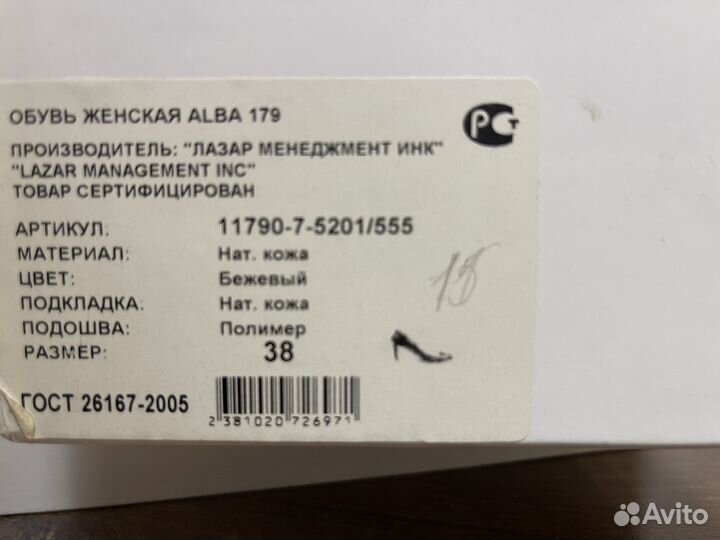 ОБУВЬ ЖЕНСКАЯ ALBA 179
РСТ
ПРОИЗВОДИТЕЛЬ: "ЛАЗАР МЕНЕДЖМЕНТ ИНК"
"LAZAR MANAGEMENT INC"
ТОВАР СЕРТИФИЦИРОВАН
АРТИКУЛ: 11790-7-5201/555
МАТЕРИАЛ: Нат. кожа
ЦВЕТ: Бежевый
ПОДКЛАДКА: Нат. кожа
ПОДОШВА: Полимер
РАЗМЕР: 38
ГОСТ 26167-2005
2 381020 726971
Avito